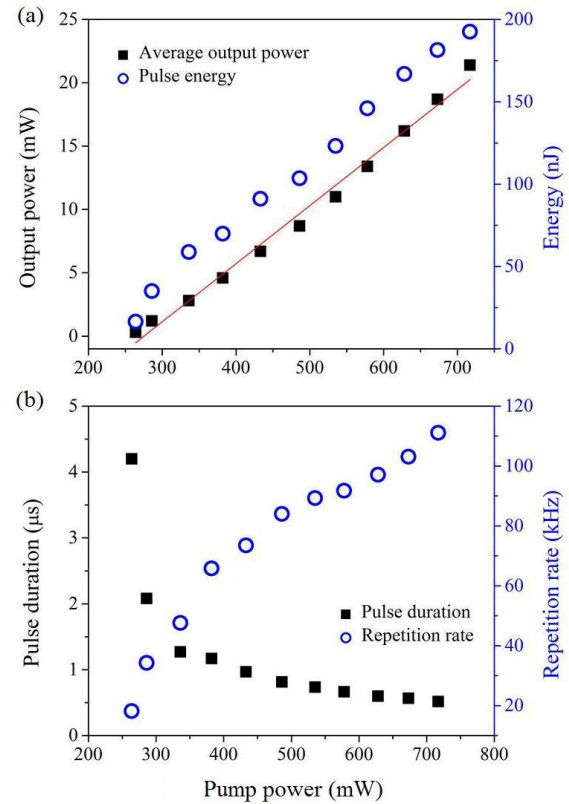 (a)
Average output power
Pulse energy
Output power (mW)
Energy (nJ)
25
20
15
10
5
0
200
150
100
50
0
200 300 400 500 600 700
(b)
Pulse duration
Repetition rate
Pulse duration (μs)
Repetition rate (kHz)
5
4
3
2
1
0
120
100
80
60
40
20
200 300 400 500 600 700 800
Pump power (mW)